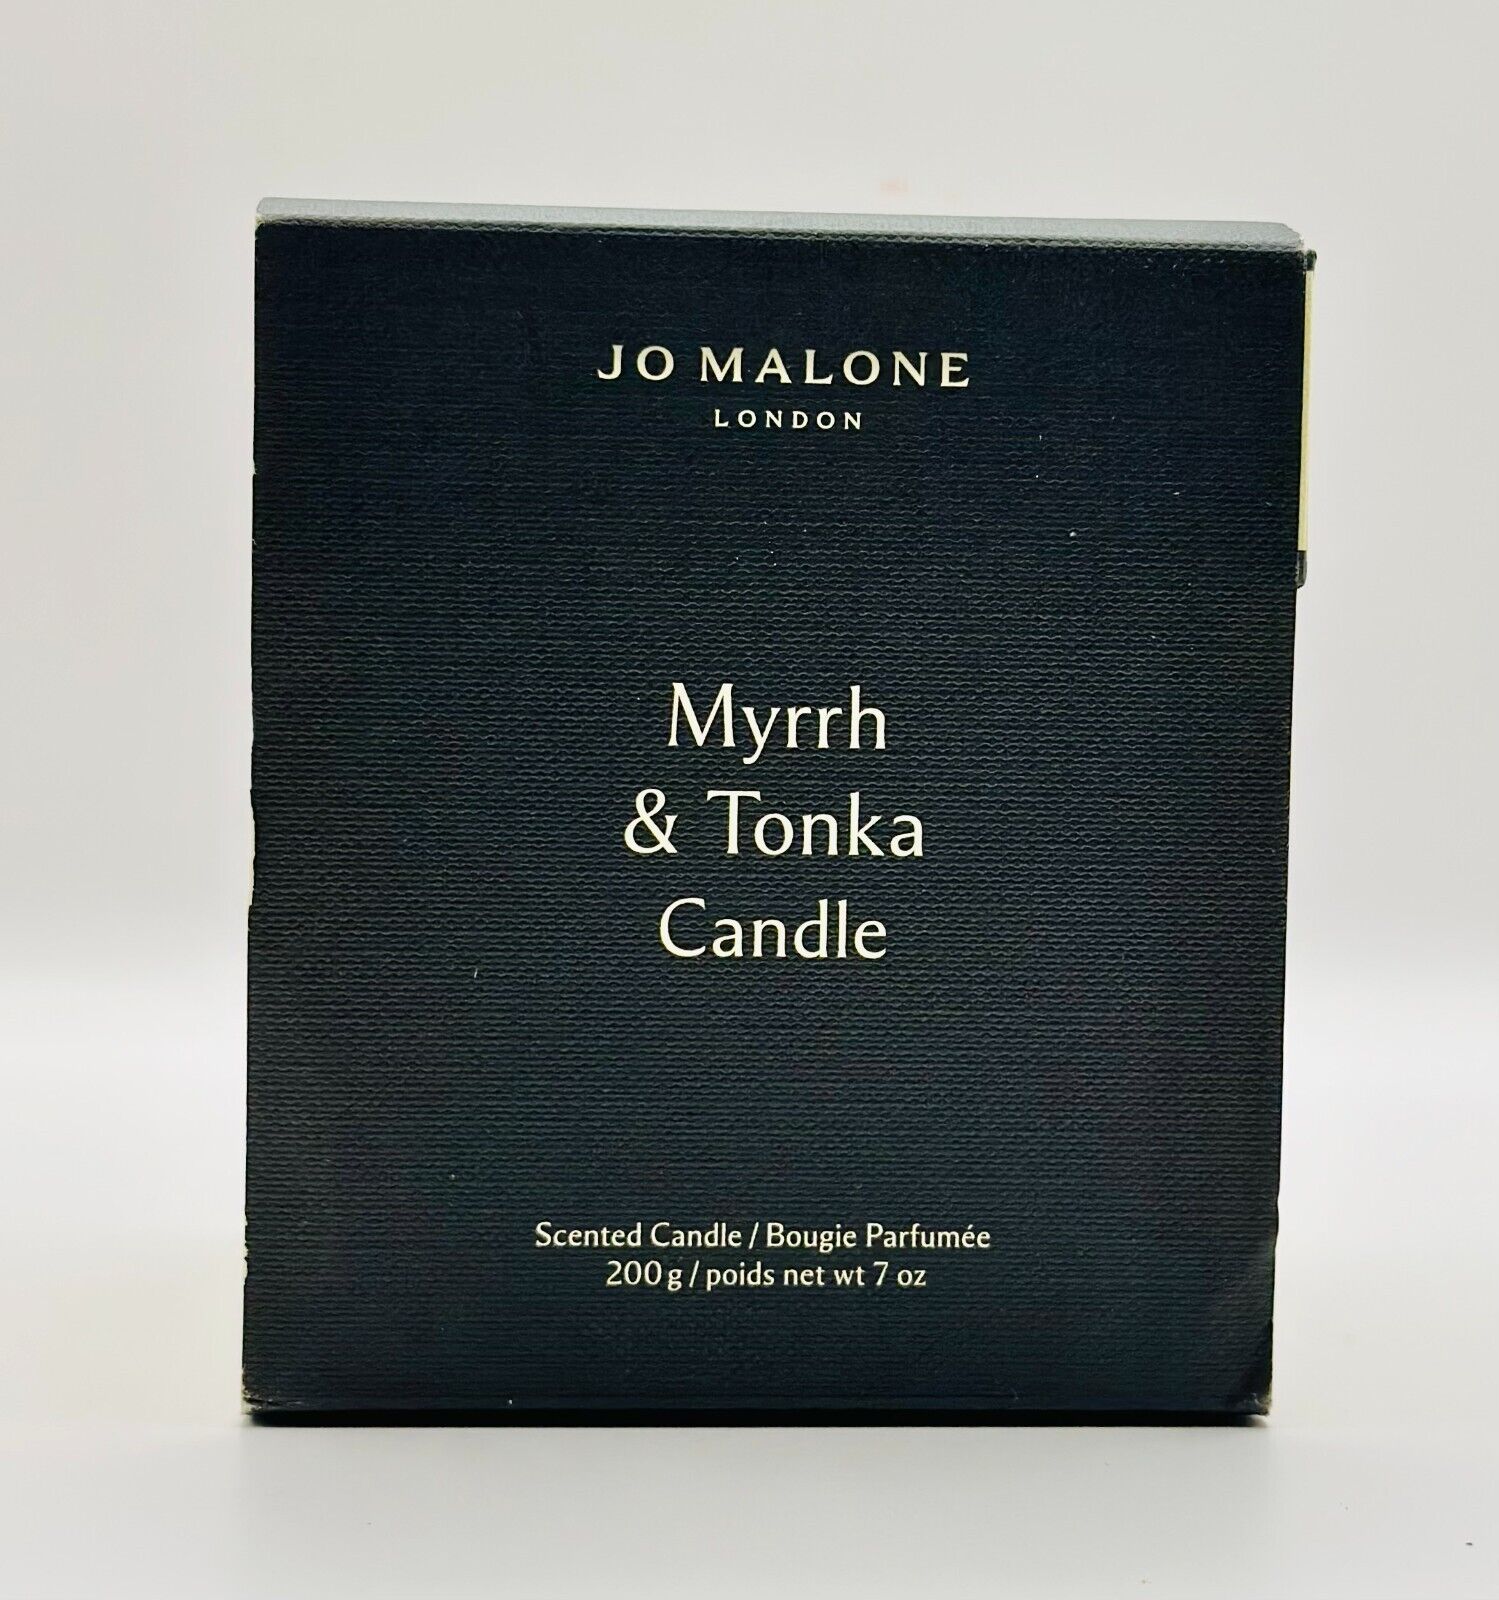 JO MALONE
LONDON
Myrrh
& Tonka
Candle
Scented Candle / Bougie Parfumée
200 g / poids net wt 7 oz